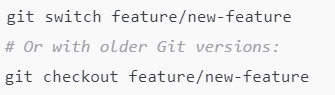 git switch feature/new-feature
# Or with older Git versions:
git checkout feature/new-feature